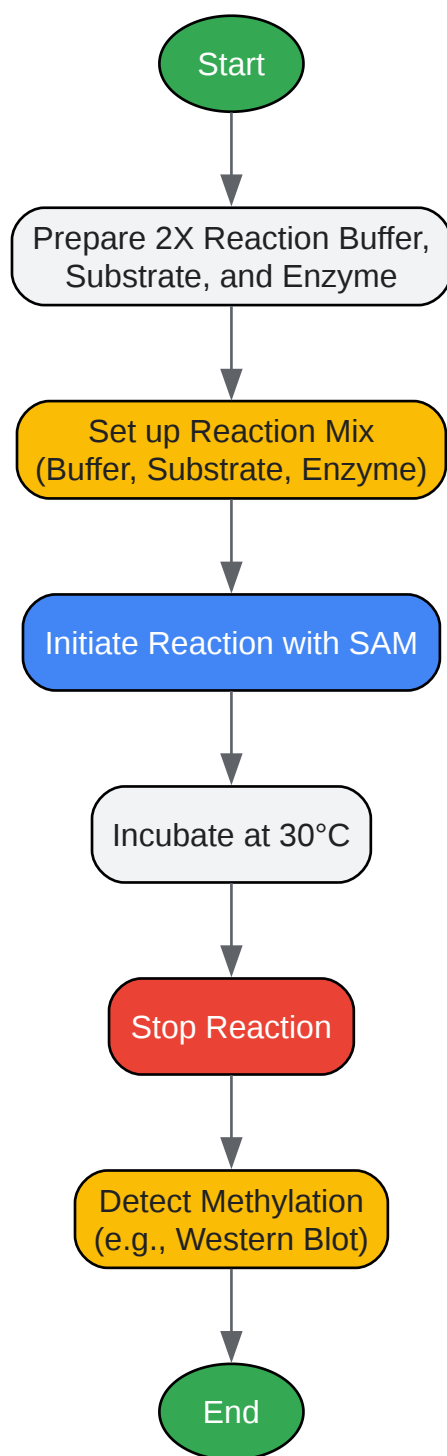 Start
Prepare 2X Reaction Buffer,
Substrate, and Enzyme
Set up Reaction Mix
(Buffer, Substrate, Enzyme)
Initiate Reaction with SAM
Incubate at 30°C
Stop Reaction
Detect Methylation
(e.g., Western Blot)
End